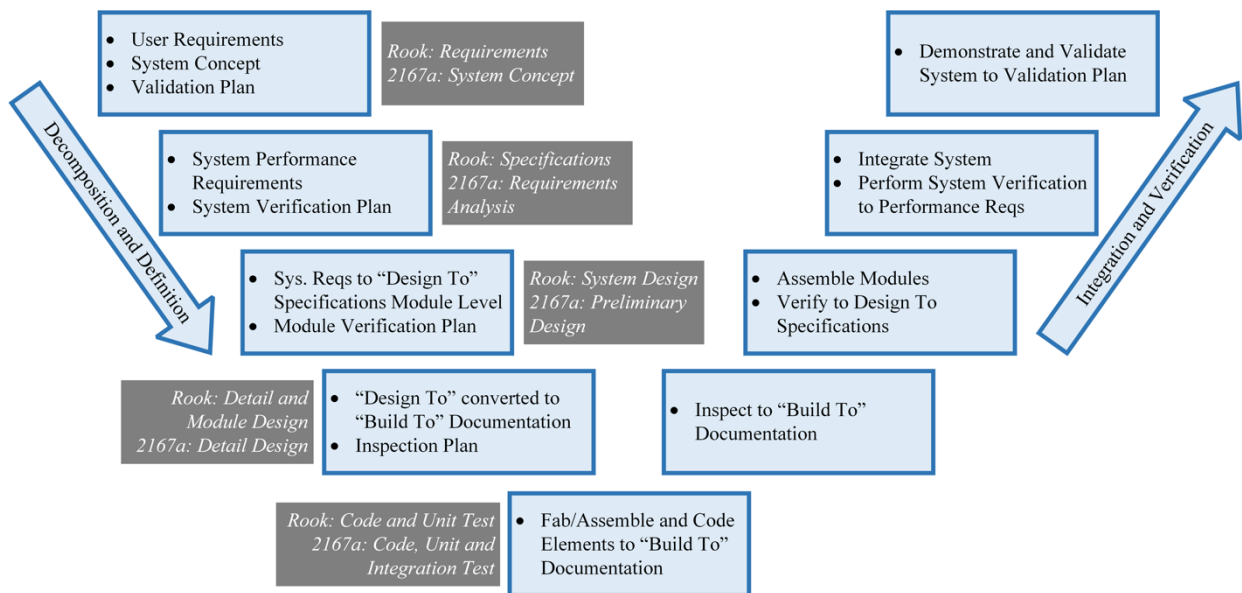 • User Requirements
• System Concept
• Validation Plan
Rook: Requirements
2167a: System Concept
• Demonstrate and Validate
System to Validation Plan
Decomposition and Definition
• System Performance
Requirements
• System Verification Plan
Rook: Specifications
2167a: Requirements
Analysis
• Integrate System
• Perform System Verification
to Performance Reqs
Integration and Verification
• Sys. Reqs to “Design To”
Specifications Module Level
• Module Verification Plan
Rook: System Design
2167a: Preliminary
Design
• Assemble Modules
• Verify to Design To
Specifications
Rook: Detail and
Module Design
2167a: Detail Design
• “Design To” converted to
“Build To” Documentation
• Inspection Plan
• Inspect to “Build To”
Documentation
Rook: Code and Unit Test
2167a: Code, Unit and
Integration Test
• Fab/Assemble and Code
Elements to “Build To”
Documentation